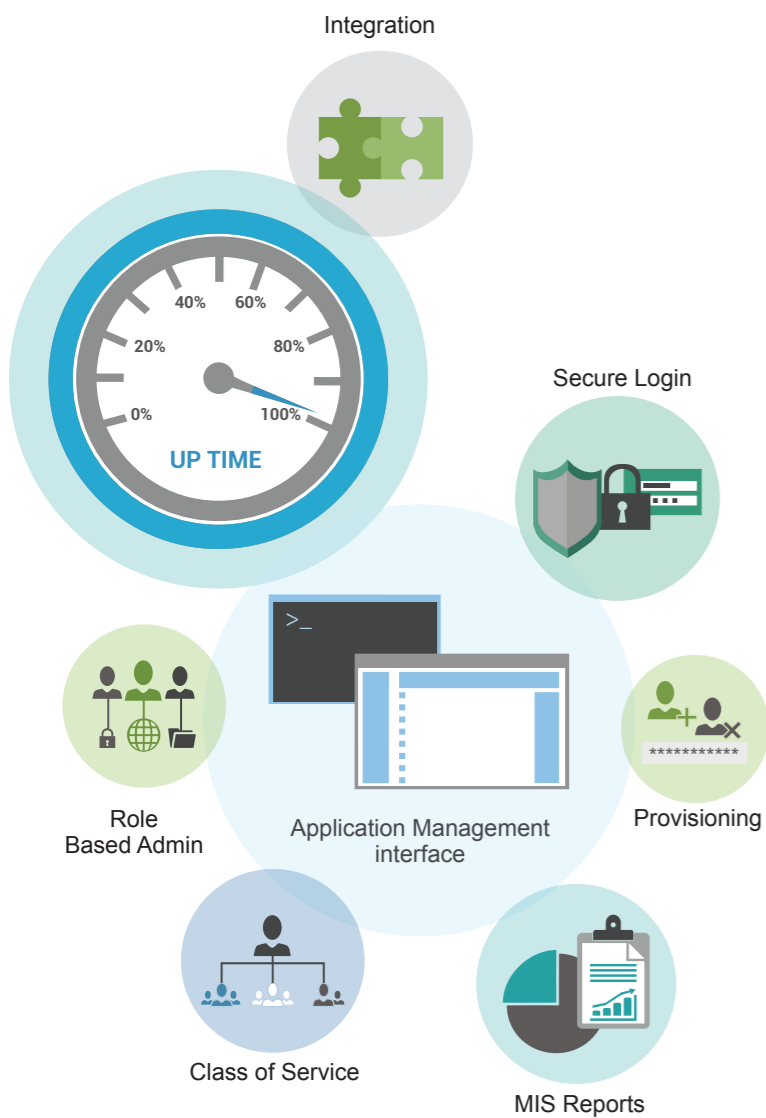 Integration
40%
60%
20%
80%
0%
100%
UP TIME
Secure Login
>_
***********
Role
Based Admin
Application Management
interface
Provisioning
Class of Service
MIS Reports